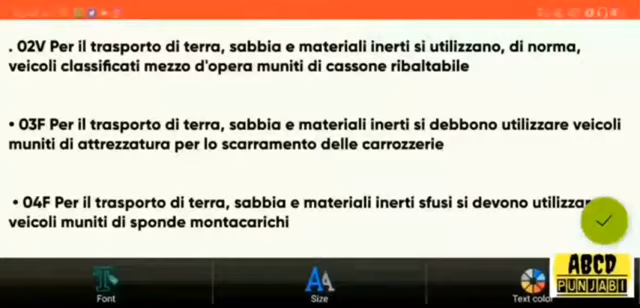 . 02V Per il trasporto di terra, sabbia e materiali inerti si utilizzano, di norma,
veicoli classificati mezzo d'opera muniti di cassone ribaltabile
• 03F Per il trasporto di terra, sabbia e materiali inerti si debbono utilizzare veicoli
muniti di attrezzatura per lo scarramento delle carrozzerie
• 04F Per il trasporto di terra, sabbia e materiali inerti sfusi si devono utilizzar
veicoli muniti di sponde montacarichi
Font
Size
Text color
ABCD
PUNJABI